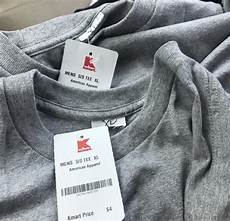 K
MENS S/S TEE XL
American Apparel
K
MENS S/S TEE XL
American Apparel
XL
Kmart Price $4